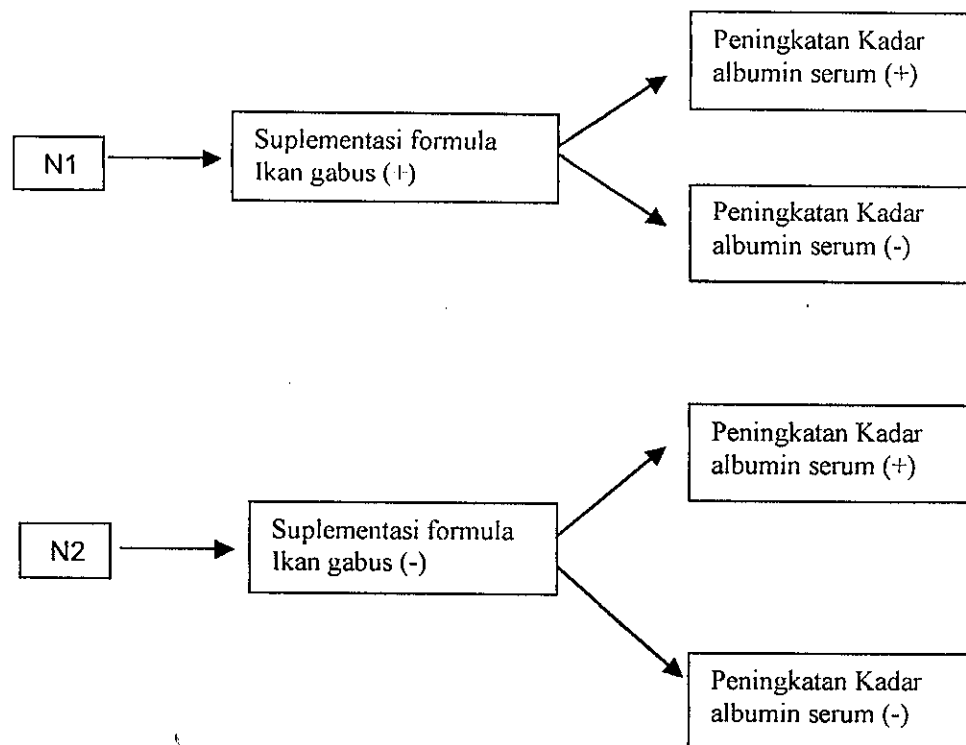 Peningkatan Kadar
albumin serum (+)
N1
Suplementasi formula
Ikan gabus (+)
Peningkatan Kadar
albumin serum (-)
Peningkatan Kadar
albumin serum (+)
N2
Suplementasi formula
Ikan gabus (-)
Peningkatan Kadar
albumin serum (-)